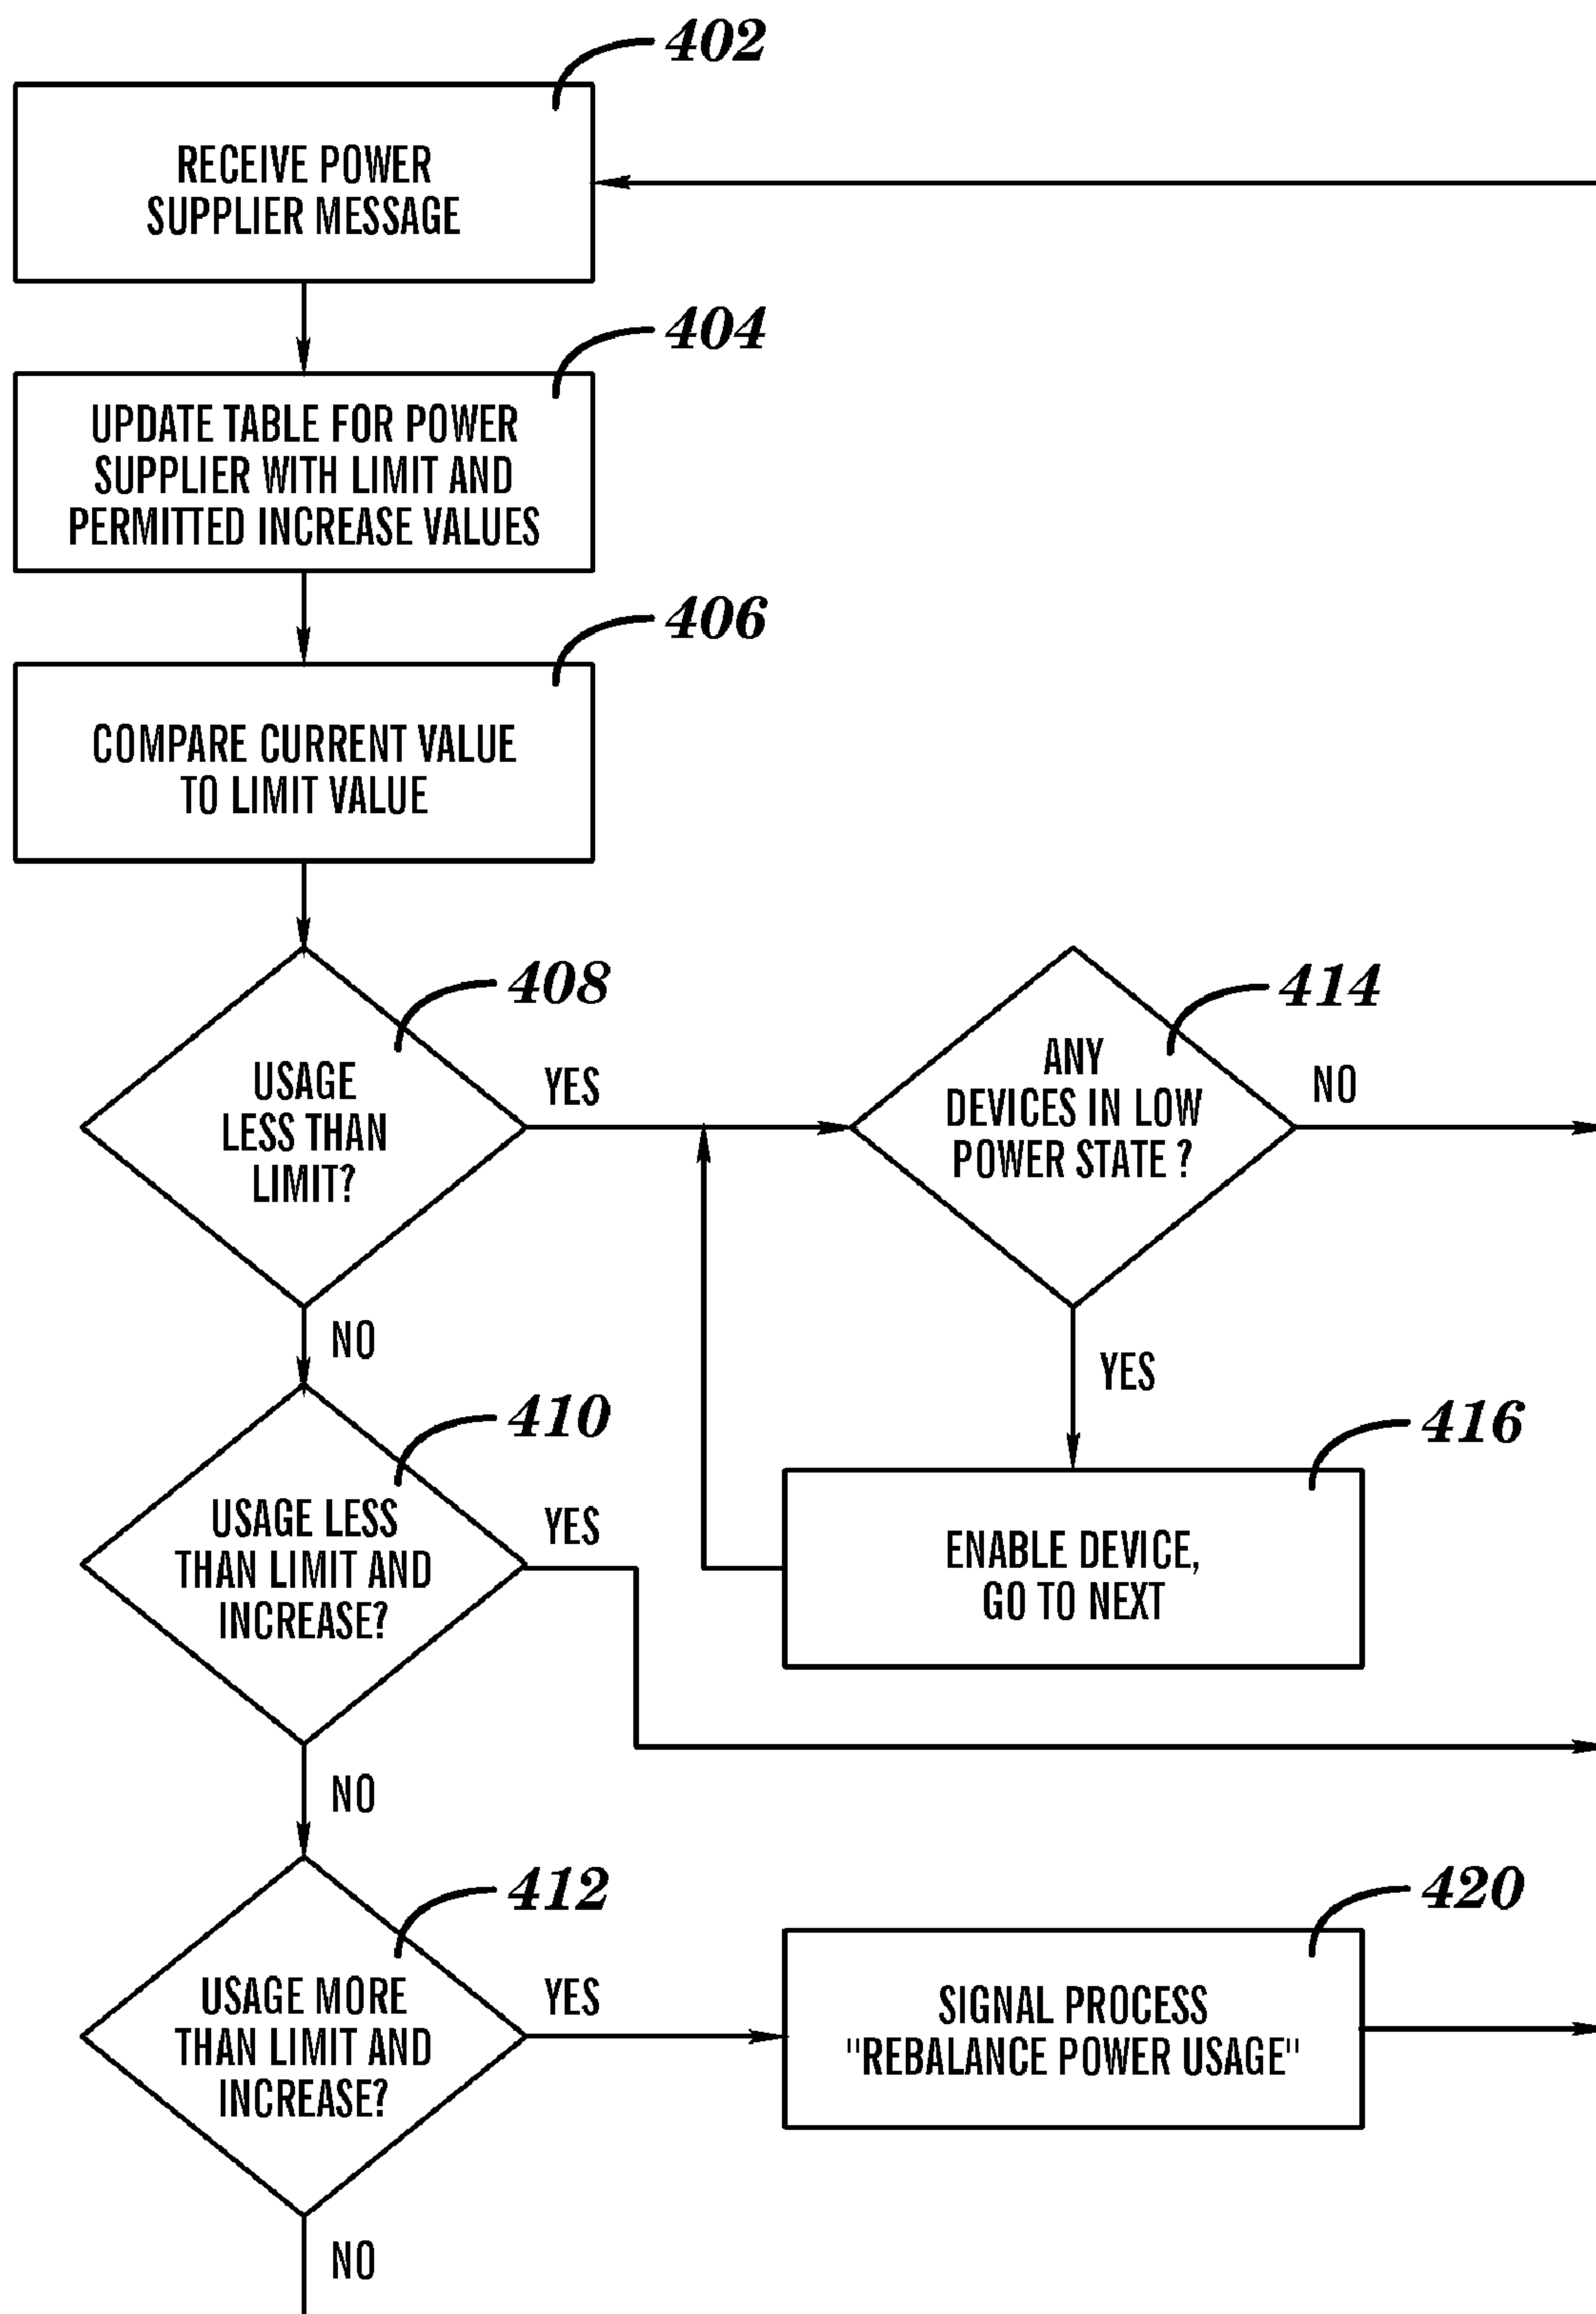 402
RECEIVE POWER
SUPPLIER MESSAGE
404
UPDATE TABLE FOR POWER
SUPPLIER WITH LIMIT AND
PERMITTED INCREASE VALUES
406
COMPARE CURRENT VALUE
TO LIMIT VALUE
408
USAGE
LESS THAN
LIMIT?
YES
NO
414
ANY
DEVICES IN LOW
POWER STATE ?
NO
YES
416
ENABLE DEVICE,
GO TO NEXT
410
USAGE LESS
THAN LIMIT AND
INCREASE?
YES
NO
412
USAGE MORE
THAN LIMIT AND
INCREASE?
YES
NO
420
SIGNAL PROCESS
"REBALANCE POWER USAGE"